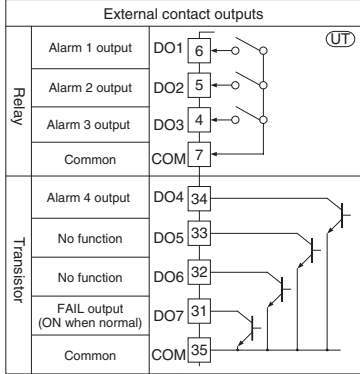 External contact outputs
UT
Relay
Alarm 1 output DO1 6
Alarm 2 output DO2 5
Alarm 3 output DO3 4
Common COM 7
Transistor
Alarm 4 output DO4 34
No function DO5 33
No function DO6 32
FAIL output
(ON when normal) DO7 31
Common COM 35